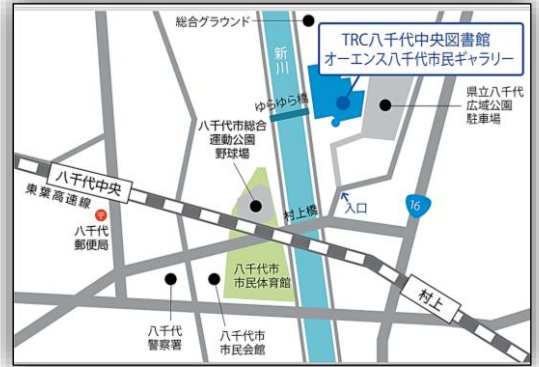 総合グラウンド
TRC八千代中央図書館
オーエンス八千代市民ギャラリー
新川
ゆらゆら橋
県立八千代
広域公園
駐車場
八千代市総合
運動公園
野球場
八千代中央
東葉高速線
八千代
郵便局
村上橋
入口
16
八千代市
市民体育館
村上
八千代
警察署
八千代市
市民会館